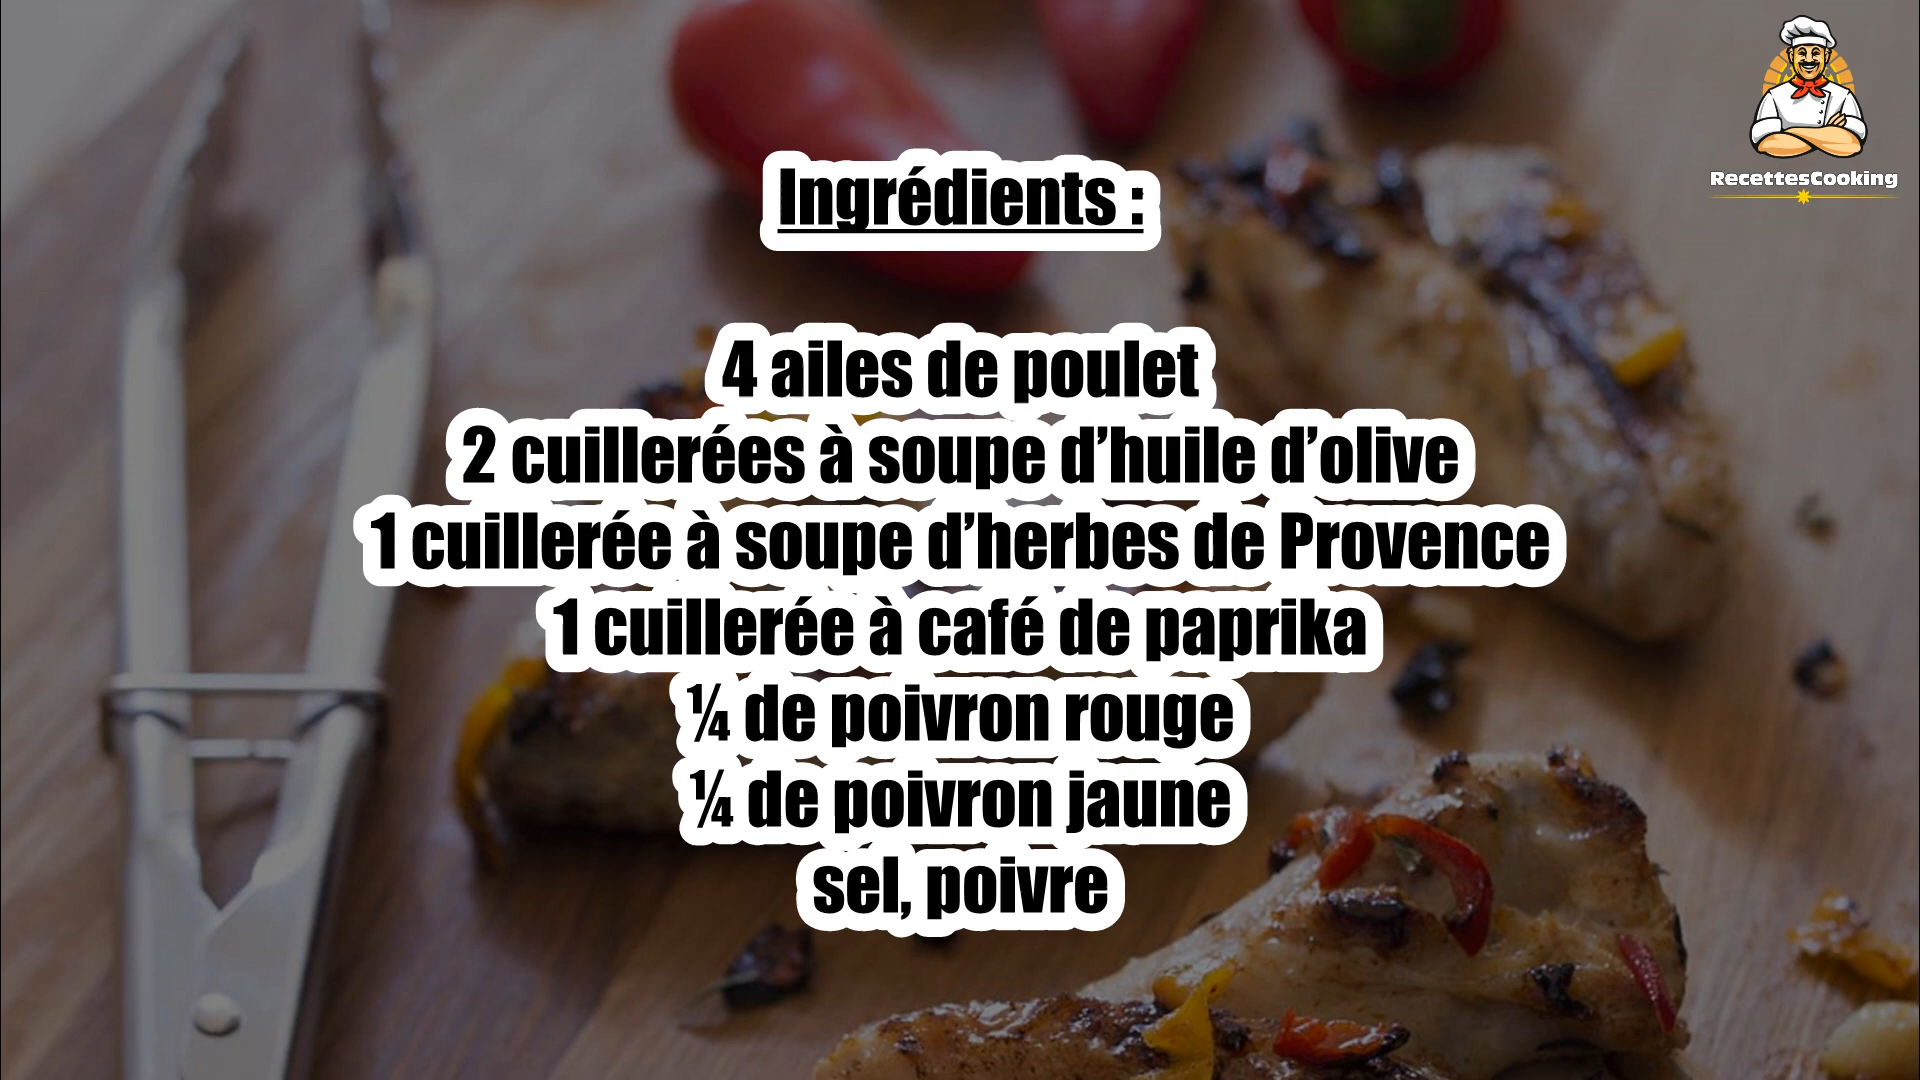 RecettesCooking
Ingrédients :
4 ailes de poulet
2 cuillerées à soupe d’huile d’olive
1 cuillerée à soupe d’herbes de Provence
1 cuillerée à café de paprika
¼ de poivron rouge
¼ de poivron jaune
sel, poivre